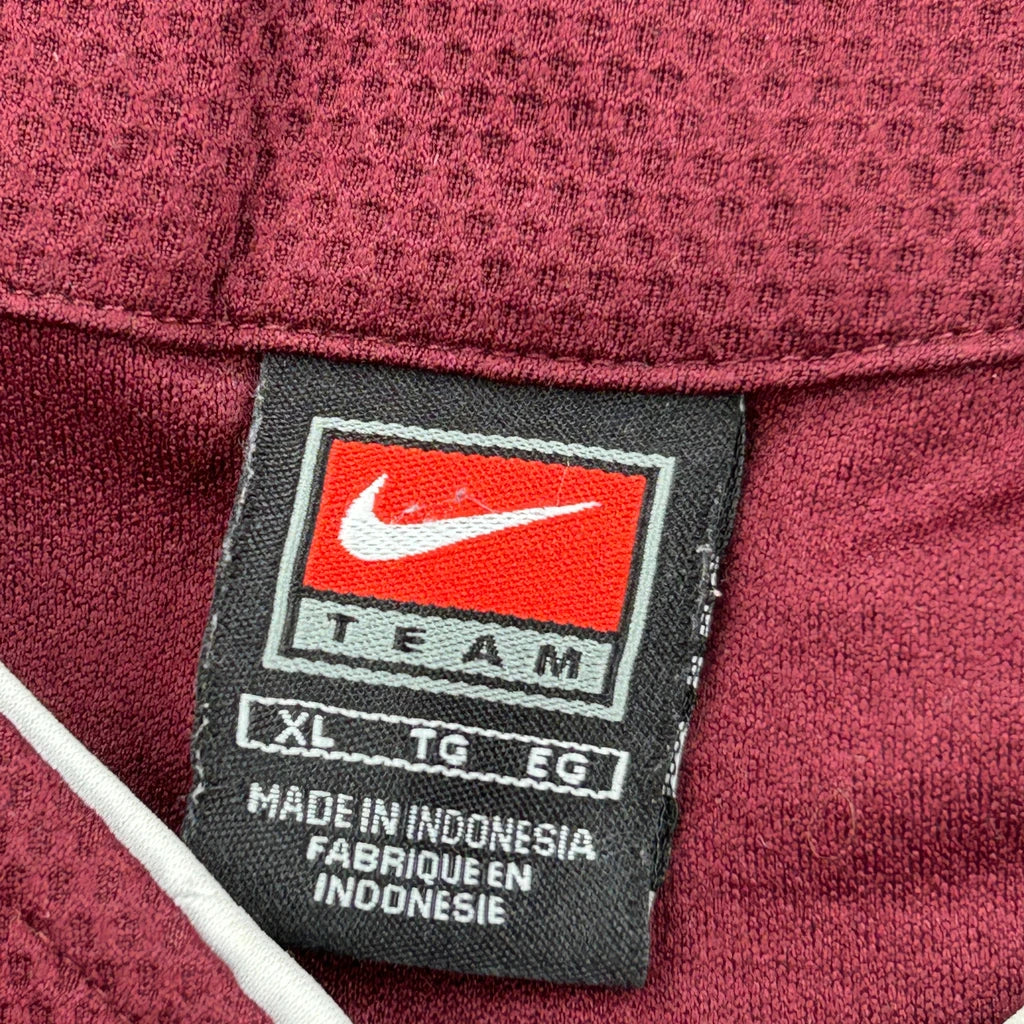 TEAM
XL TG EG
MADE IN INDONESIA
FABRIQUE EN
INDONESIE